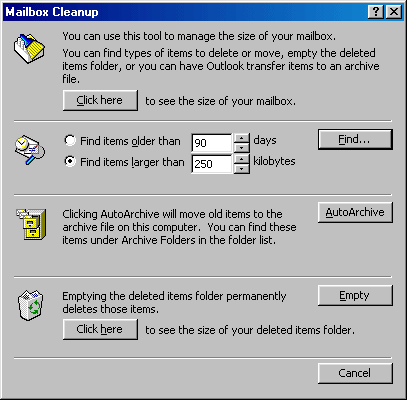 Mailbox Cleanup
You can use this tool to manage the size of your mailbox.
You can find types of items to delete or move, empty the deleted
items folder, or you can have Outlook transfer items to an archive
file.
Click here to see the size of your mailbox.
Find items older than 90 days Find...
Find items larger than 250 kilobytes
Clicking AutoArchive will move old items to the AutoArchive
archive file on this computer. You can find these
items under Archive Folders in the folder list.
Emptying the deleted items folder permanently Empty
deletes those items.
Click here to see the size of your deleted items folder.
Cancel